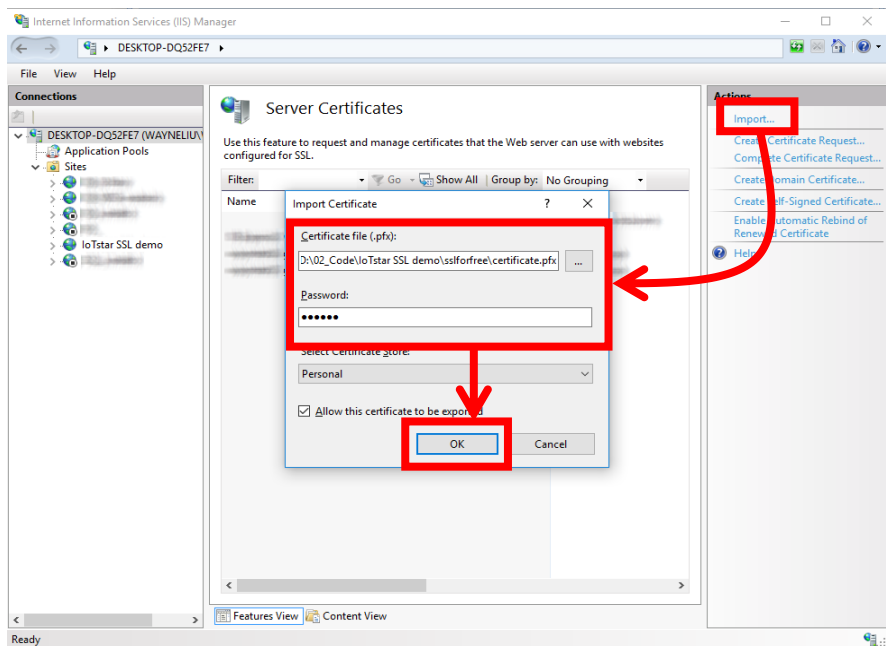 Internet Information Services (IIS) Manager
DESKTOP-DQ52FE7
File View Help
Connections
DESKTOP-DQ52FE7 (WAYNELIU\
Application Pools
Sites
IoTstar SSL demo
Server Certificates
Use this feature to request and manage certificates that the Web server can use with websites
configured for SSL.
Filter: Go Show All Group by: No Grouping
Name
Import Certificate ?
Certificate file (.pfx):
D:\02_Code\IoTstar SSL demo\sslforfree\certificate.pfx ...
Password:
••••••
Select Certificate Store:
Personal
Allow this certificate to be exported
OK Cancel
Features View Content View
Actions
Import...
Create Certificate Request...
Complete Certificate Request...
Create Domain Certificate...
Create Self-Signed Certificate...
Enable Automatic Rebind of
Renewed Certificate
Help
Ready